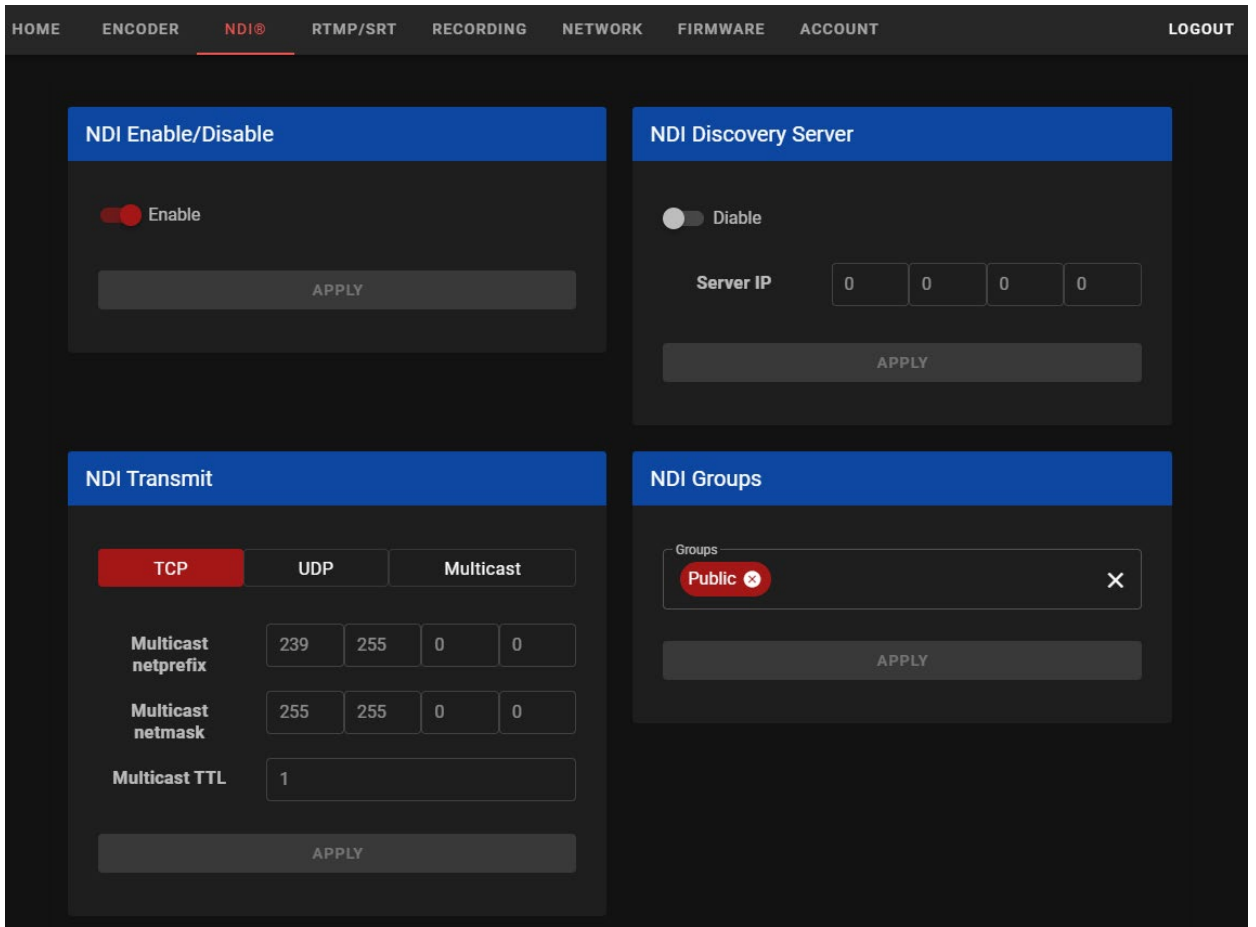 HOME ENCODER NDI® RTMP/SRT RECORDING NETWORK FIRMWARE ACCOUNT LOGOUT
NDI Enable/Disable
Enable
APPLY
NDI Discovery Server
Diable
Server IP 0 0 0 0
APPLY
NDI Transmit
TCP UDP Multicast
Multicast
netprefix
239 255 0 0
Multicast
netmask
255 255 0 0
Multicast TTL 1
APPLY
NDI Groups
Groups
Public
APPLY